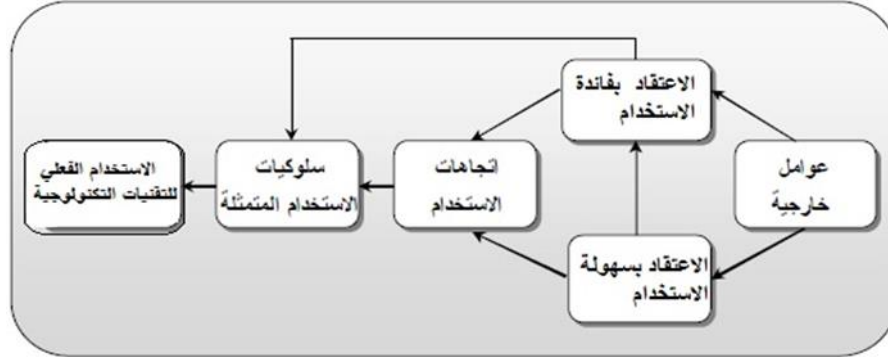 عوامل
خارجية
الاعتقاد بفائدة
الاستخدام
الاعتقاد بسهولة
الاستخدام
اتجاهات
الاستخدام
سلوكيات
الاستخدام المتمثلة
الاستخدام الفعلي
للتقنيات التكنولوجية